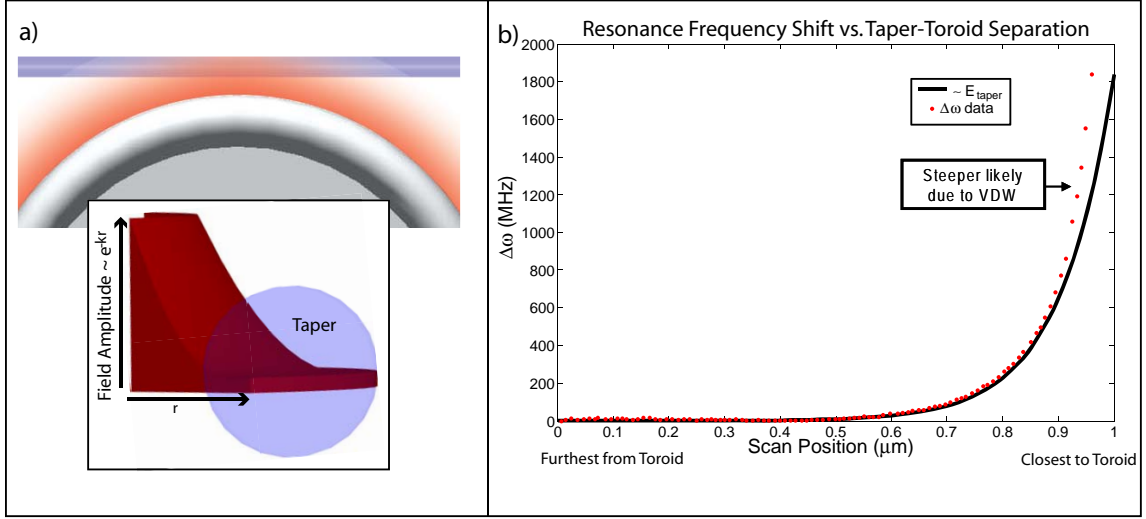 a)
Field Amplitude ~ e-kr
r
Taper
b)
Resonance Frequency Shift vs. Taper-Toroid Separation
2000
1800
1600
1400
1200
1000
800
600
400
200
0
Δω (MHz)
~ E taper
Δω data
Steeper likely
due to VDW
0 0.1 0.2 0.3 0.4 0.5 0.6 0.7 0.8 0.9 1
Scan Position (μm)
Furthest from Toroid
Closest to Toroid